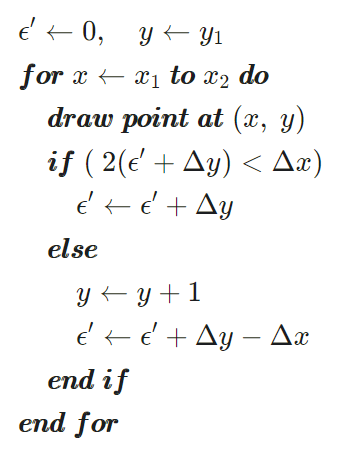 ϵ′ ← 0, y ← y₁
for x ← x₁ to x₂ do
draw point at (x, y)
if ( 2(ϵ′ + Δy) < Δx)
ϵ′ ← ϵ′ + Δy
else
y ← y + 1
ϵ′ ← ϵ′ + Δy − Δx
end if
end for